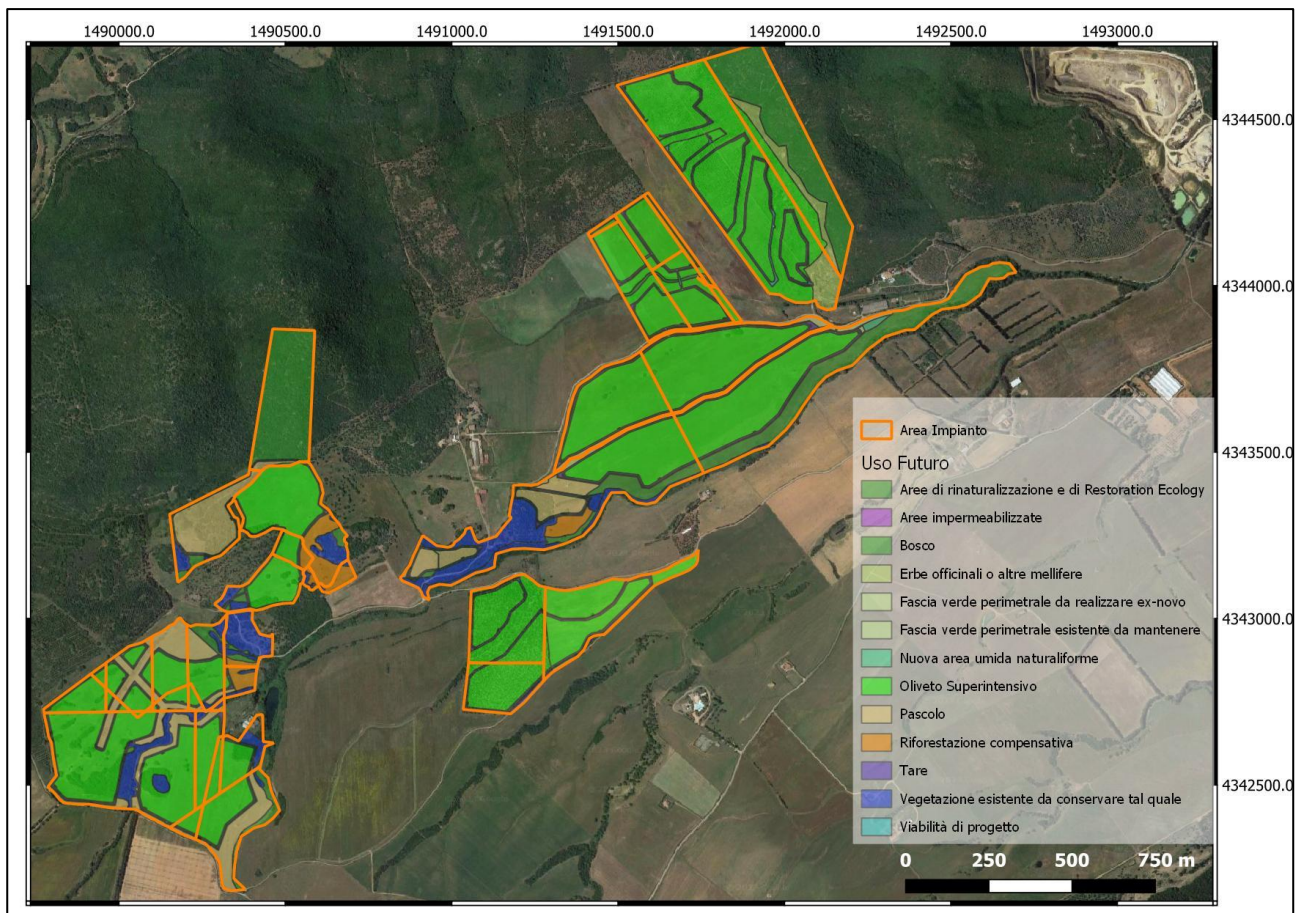 1490000.0 1490500.0 1491000.0 1491500.0 1492000.0 1492500.0 1493000.0
4344500.0
4344000.0
4343500.0
4343000.0
4342500.0
Area Impianto
Uso Futuro
Aree di rinaturalizzazione e di Restoration Ecology
Aree impermeabilizzate
Bosco
Erbe officinali o altre mellifere
Fascia verde perimetrale da realizzare ex-novo
Fascia verde perimetrale esistente da mantenere
Nuova area umida naturaliforme
Oliveto Superintensivo
Pascolo
Riforestazione compensativa
Tare
Vegetazione esistente da conservare tal quale
Viabilità di progetto
0 250 500 750 m